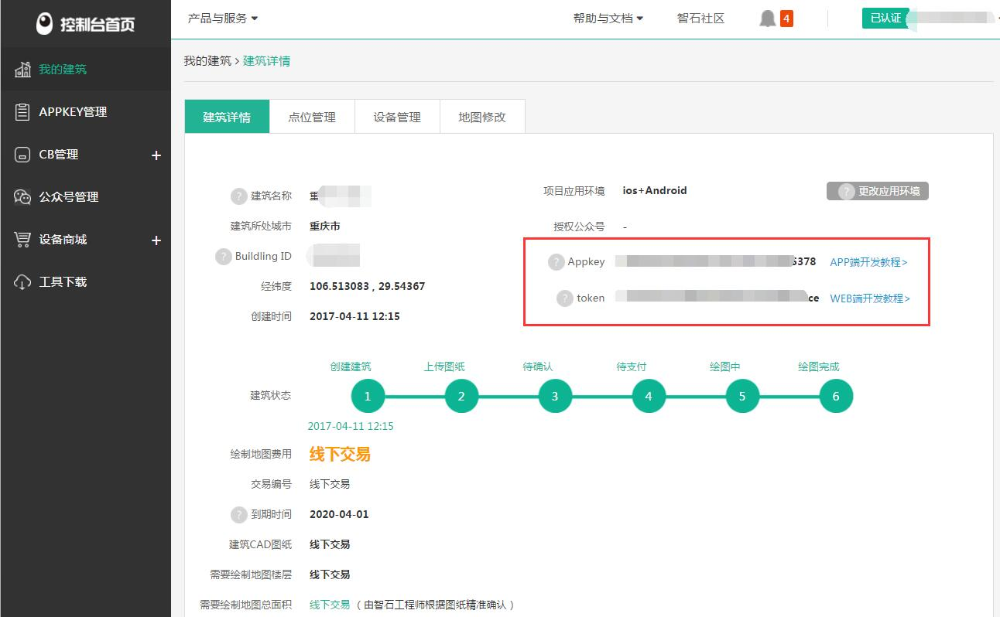 控制台首页
产品与服务
帮助与文档
智石社区
4
已认证
我的建筑
APPKEY管理
CB管理 +
公众号管理
设备商城 +
工具下载
我的建筑 > 建筑详情
建筑详情
点位管理
设备管理
地图修改
? 建筑名称 重
建筑所处城市 重庆市
? Buildling ID
经纬度 106.513083 , 29.54367
创建时间 2017-04-11 12:15
项目应用环境 ios+Android
? 更改应用环境
授权公众号 -
? Appkey 5378 APP端开发教程>
? token ce WEB端开发教程>
创建建筑 上传图纸 待确认 待支付 绘图中 绘图完成
建筑状态 1 2 3 4 5 6
2017-04-11 12:15
绘制地图费用 线下交易
交易编号 线下交易
? 到期时间 2020-04-01
建筑CAD图纸 线下交易
需要绘制地图楼层 线下交易
需要绘制地图总面积 线下交易 （由智石工程师根据图纸精准确认）